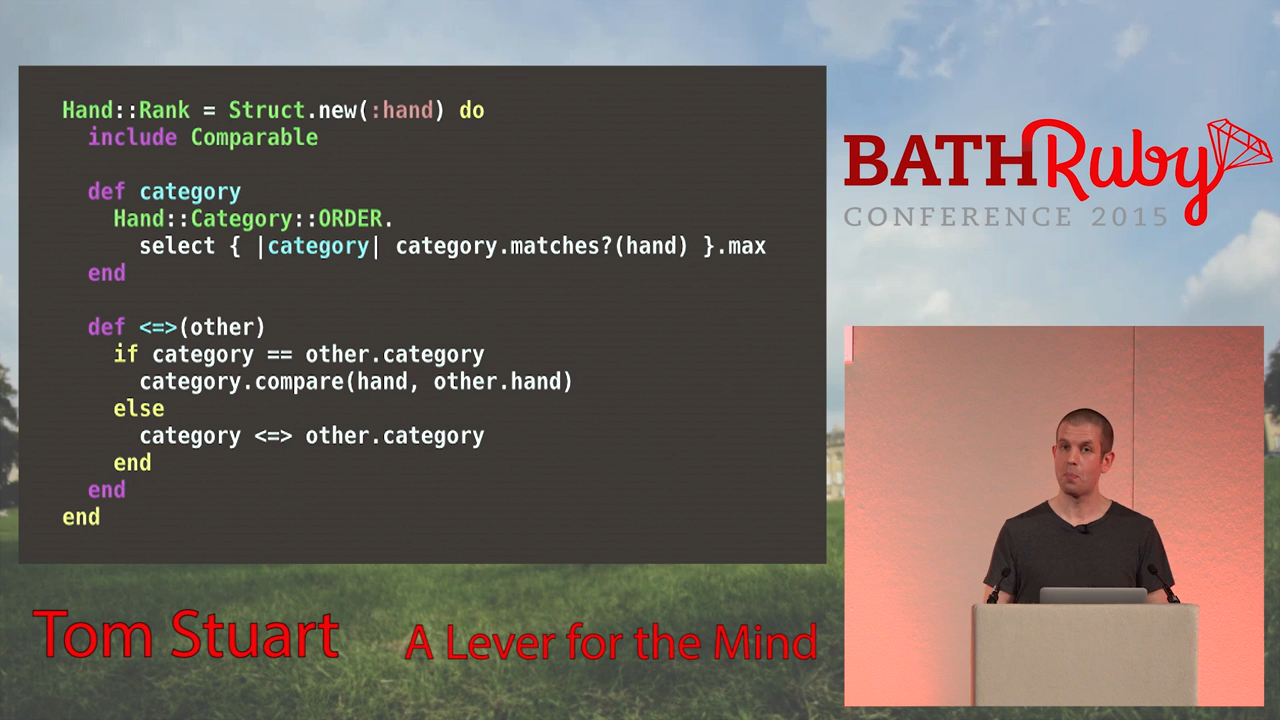 Hand::Rank = Struct.new(:hand) do
  include Comparable

  def category
    Hand::Category::ORDER.
      select { |category| category.matches?(hand) }.max
  end

  def <=>(other)
    if category == other.category
      category.compare(hand, other.hand)
    else
      category <=> other.category
    end
  end
end
BATHRuby
CONFERENCE 2015
Tom Stuart
A Lever for the Mind